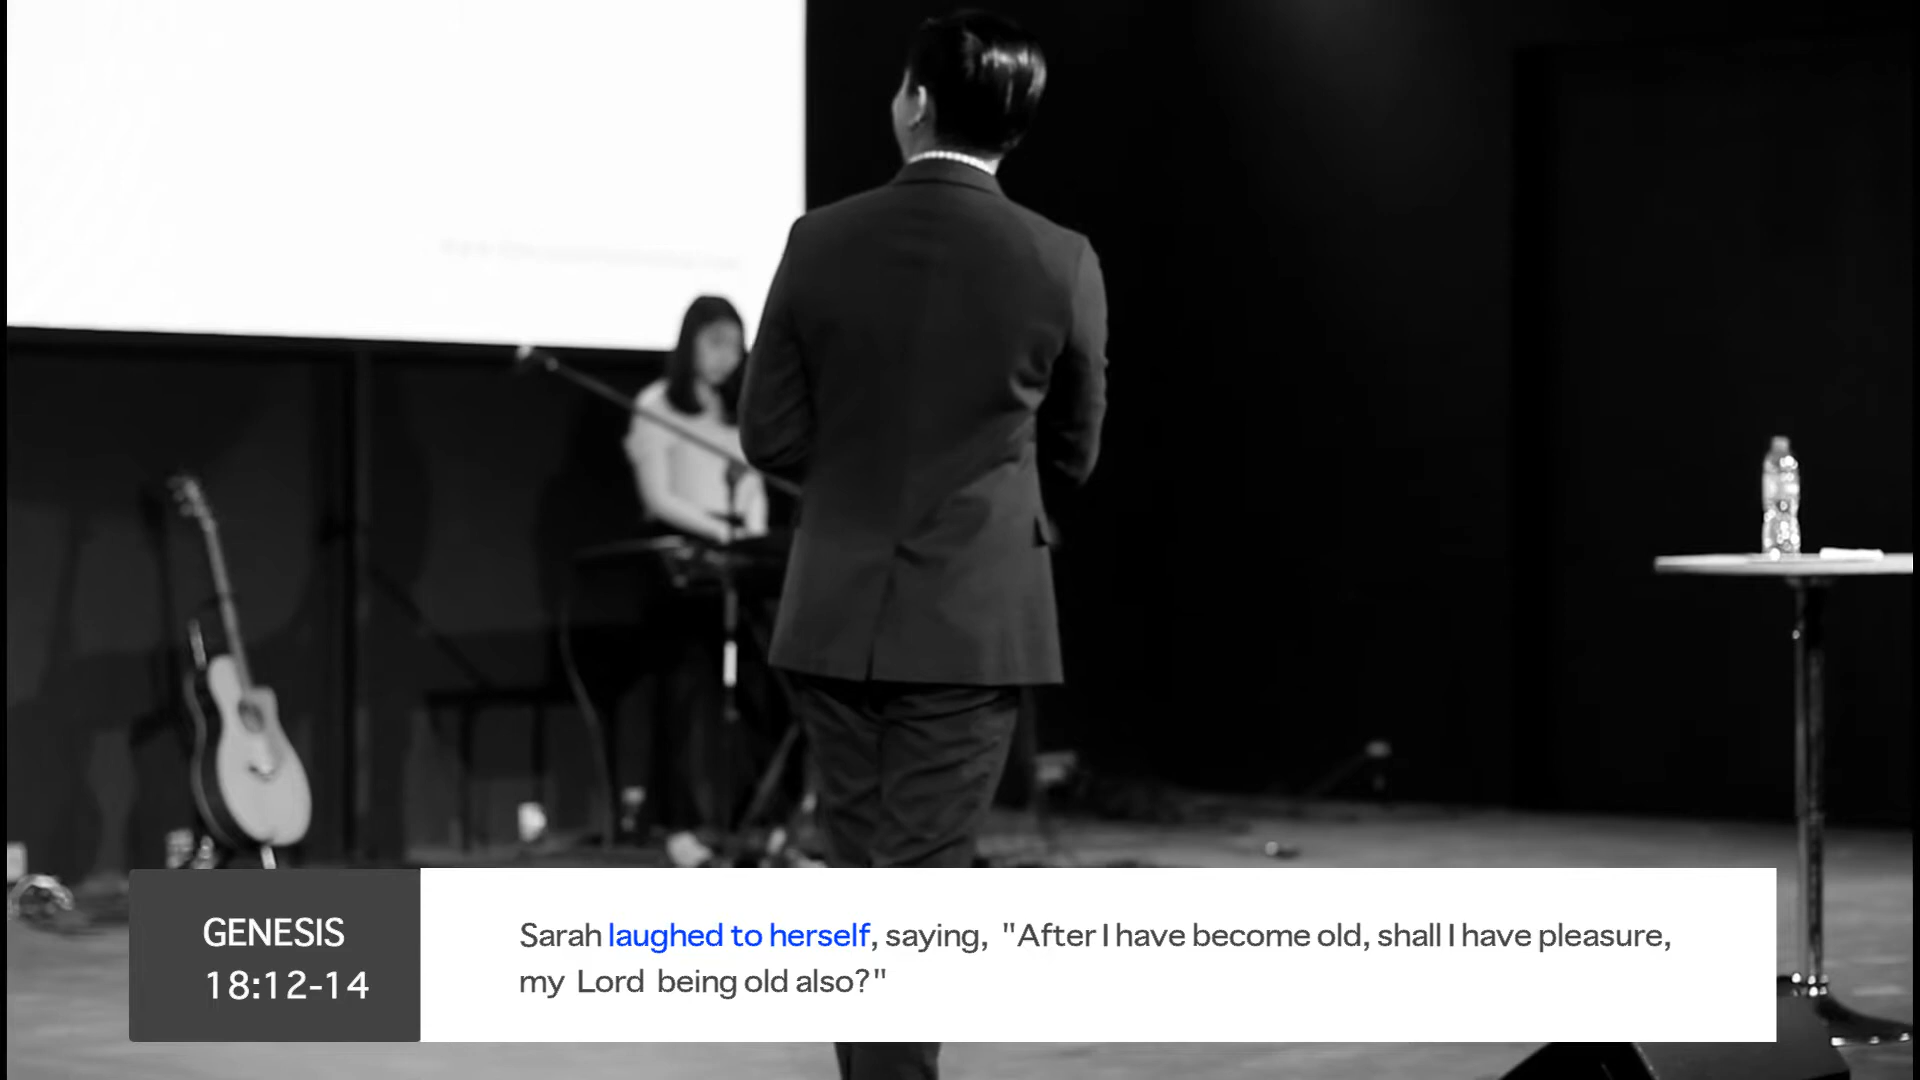 GENESIS
18:12-14
Sarah laughed to herself, saying, "After I have become old, shall I have pleasure,
my Lord being old also?"